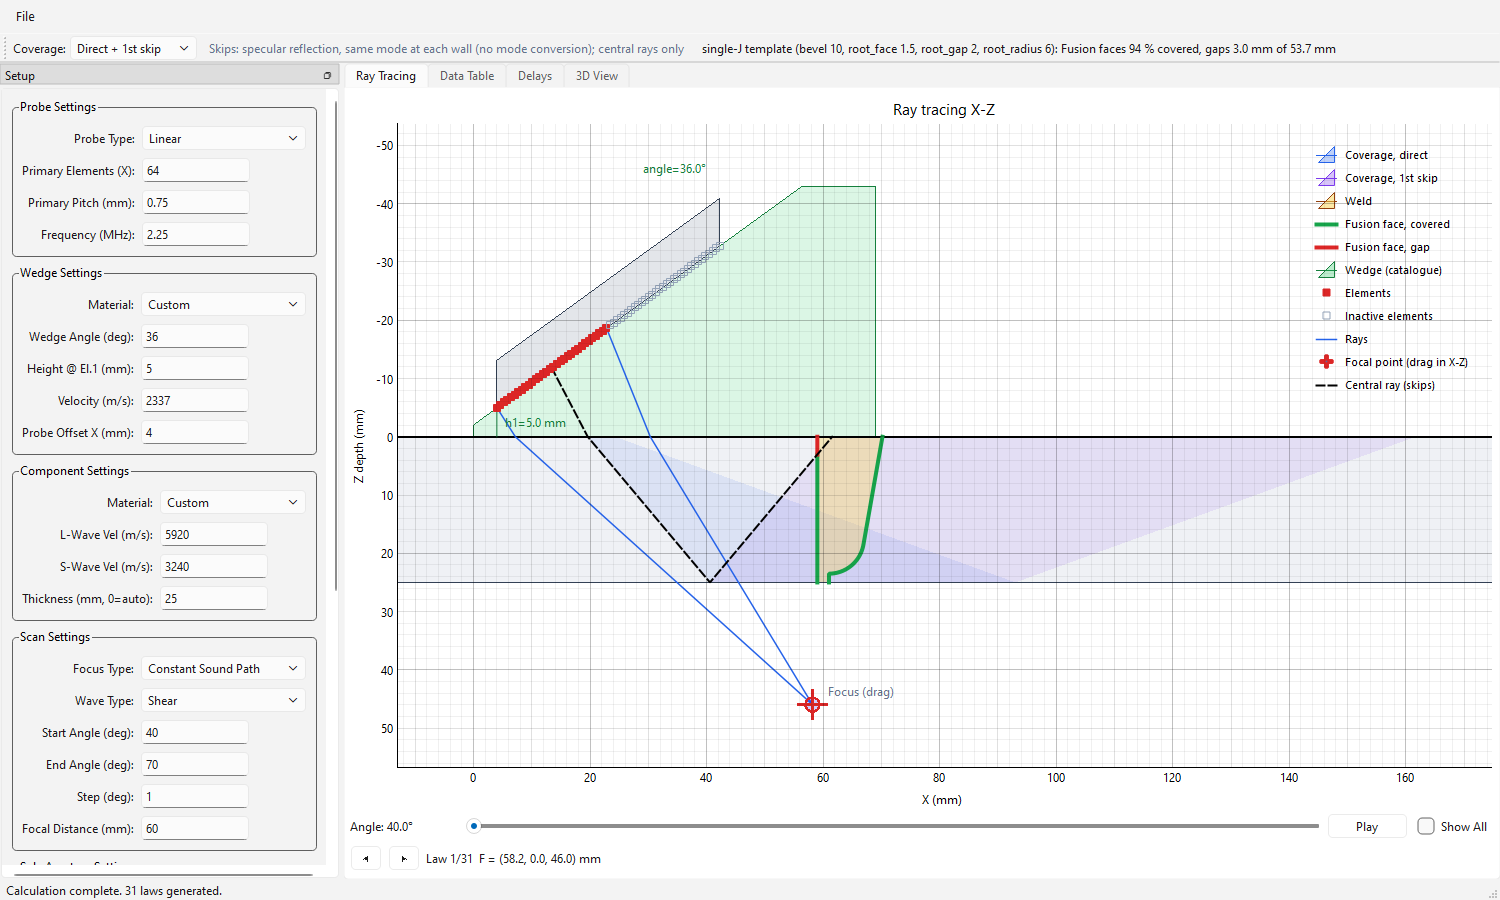 File
Coverage: Direct + 1st skip Skips: specular reflection, same mode at each wall (no mode conversion); central rays only single-J template (bevel 10, root_face 1.5, root_gap 2, root_radius 6): Fusion faces 94 % covered, gaps 3.0 mm of 53.7 mm
Setup
Probe Settings
Probe Type: Linear
Primary Elements (X): 64
Primary Pitch (mm): 0.75
Frequency (MHz): 2.25
Wedge Settings
Material: Custom
Wedge Angle (deg): 36
Height @ El.1 (mm): 5
Velocity (m/s): 2337
Probe Offset X (mm): 4
Component Settings
Material: Custom
L-Wave Vel (m/s): 5920
S-Wave Vel (m/s): 3240
Thickness (mm, 0=auto): 25
Scan Settings
Focus Type: Constant Sound Path
Wave Type: Shear
Start Angle (deg): 40
End Angle (deg): 70
Step (deg): 1
Focal Distance (mm): 60
Ray Tracing Data Table Delays 3D View
Ray tracing X-Z
angle=36.0°
h1=5.0 mm
Focus (drag)
Z depth (mm)
-50
-40
-30
-20
-10
0
10
20
30
40
50
0 20 40 60 80 100 120 140 160
X (mm)
Coverage, direct
Coverage, 1st skip
Weld
Fusion face, covered
Fusion face, gap
Wedge (catalogue)
Elements
Inactive elements
Rays
Focal point (drag in X-Z)
Central ray (skips)
Angle: 40.0° Play Show All
Law 1/31 F = (58.2, 0.0, 46.0) mm
Calculation complete. 31 laws generated.